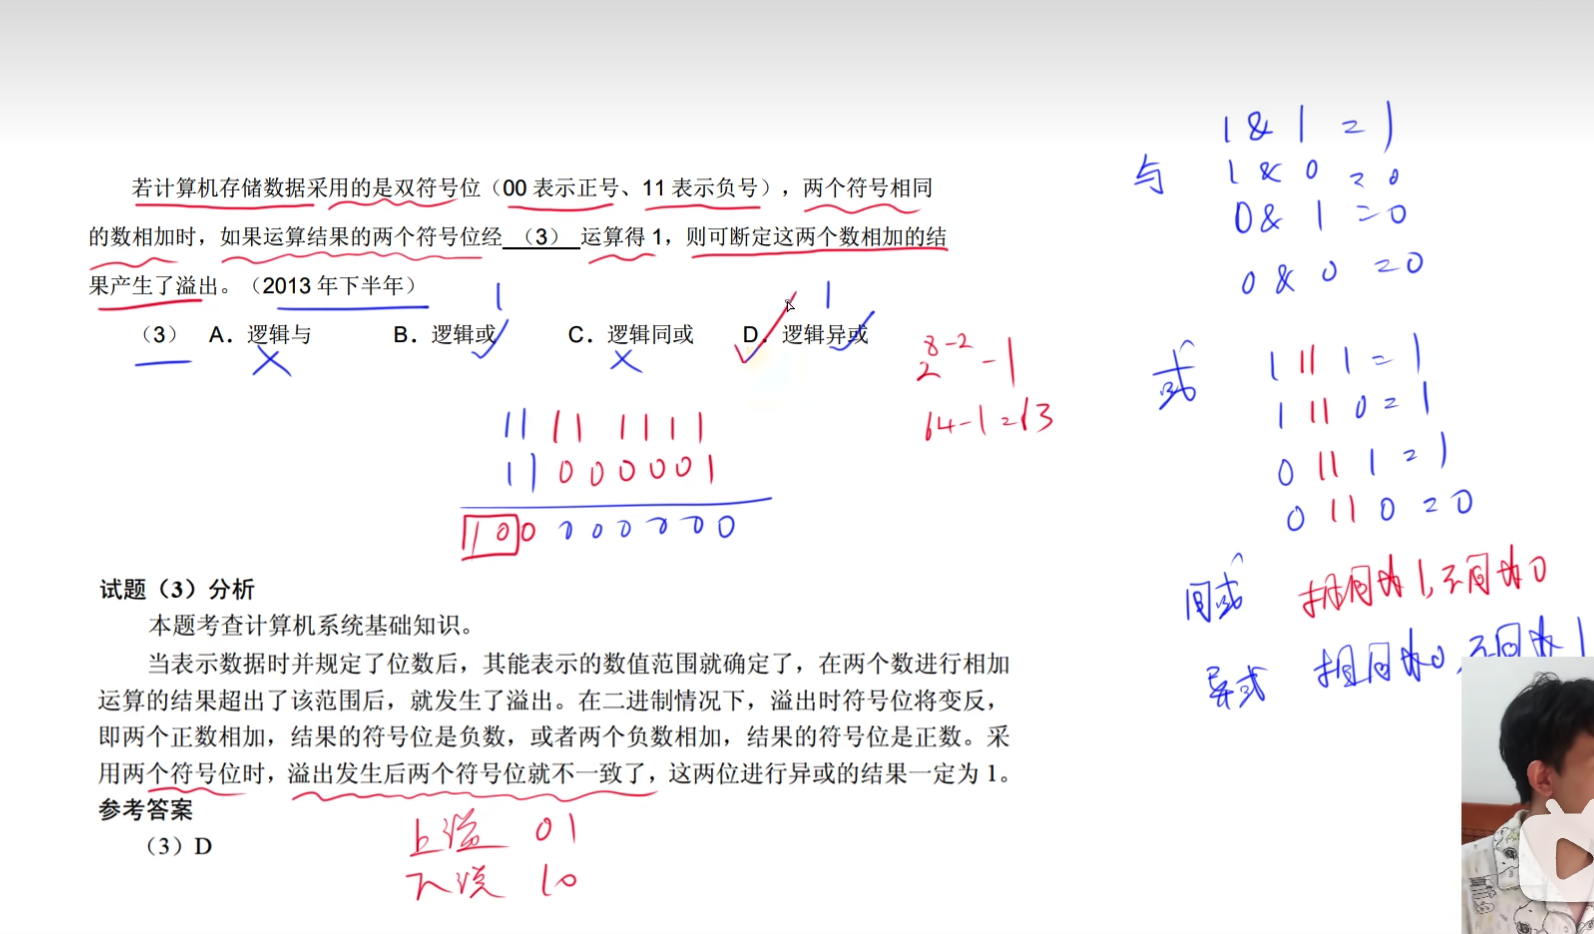 若计算机存储数据采用的是双符号位（00 表示正号、11 表示负号），两个符号相同
的数相加时，如果运算结果的两个符号位经 （3） 运算得 1，则可断定这两个数相加的结
果产生了溢出。（2013 年下半年）
（3） A．逻辑与 B．逻辑或 C．逻辑同或 D．逻辑异或
1 1
2 8-2 - 1
64-1=63
11 11 1111
11 000001
100 000000
试题（3）分析
本题考查计算机系统基础知识。
当表示数据时并规定了位数后，其能表示的数值范围就确定了，在两个数进行相加
运算的结果超出了该范围后，就发生了溢出。在二进制情况下，溢出时符号位将变反，
即两个正数相加，结果的符号位是负数，或者两个负数相加，结果的符号位是正数。采
用两个符号位时，溢出发生后两个符号位就不一致了，这两位进行异或的结果一定为 1。
参考答案
（3）D
上溢 01
下溢 10
与
1 & 1 = 1
1 & 0 = 0
0 & 1 = 0
0 & 0 = 0
或
1 || 1 = 1
1 || 0 = 1
0 || 1 = 1
0 || 0 = 0
同或 相同为1,不同为0
异或 相同为0,不同为1